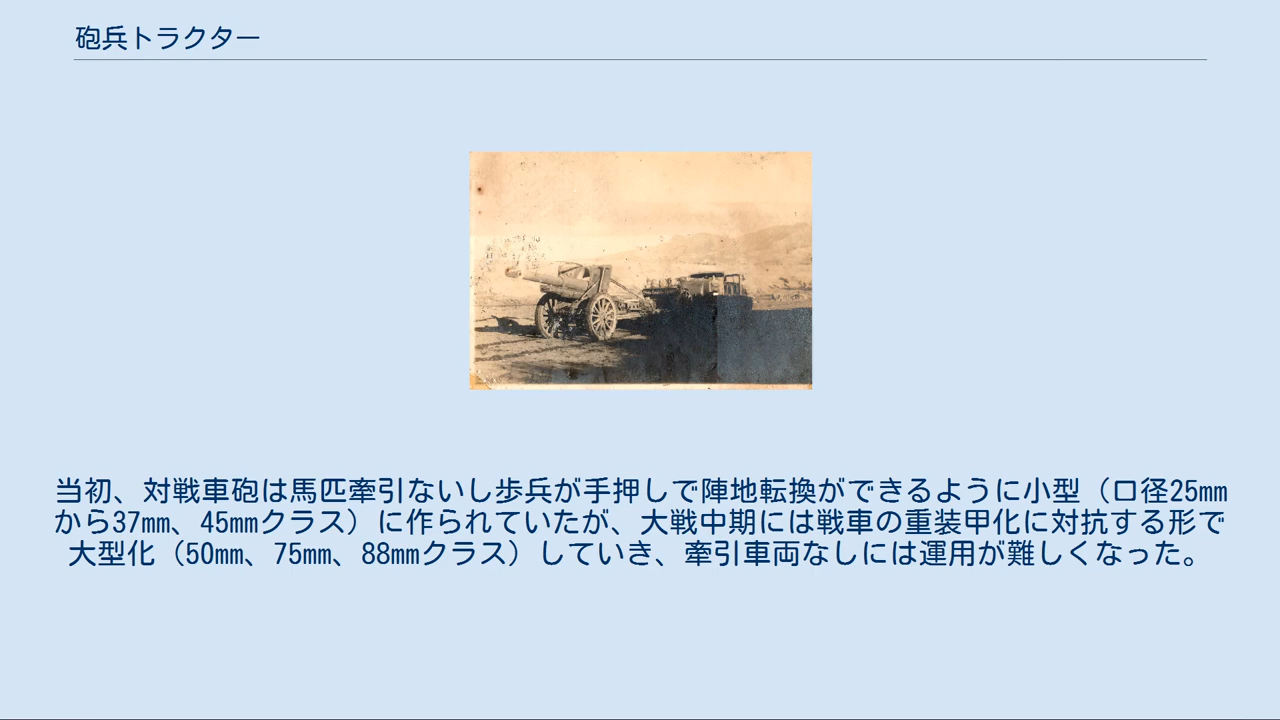 砲兵トラクター
当初、対戦車砲は馬匹牽引ないし歩兵が手押しで陣地転換ができるように小型（口径25mm
から37mm、45mmクラス）に作られていたが、大戦中期には戦車の重装甲化に対抗する形で
大型化（50mm、75mm、88mmクラス）していき、牽引車両なしには運用が難しくなった。